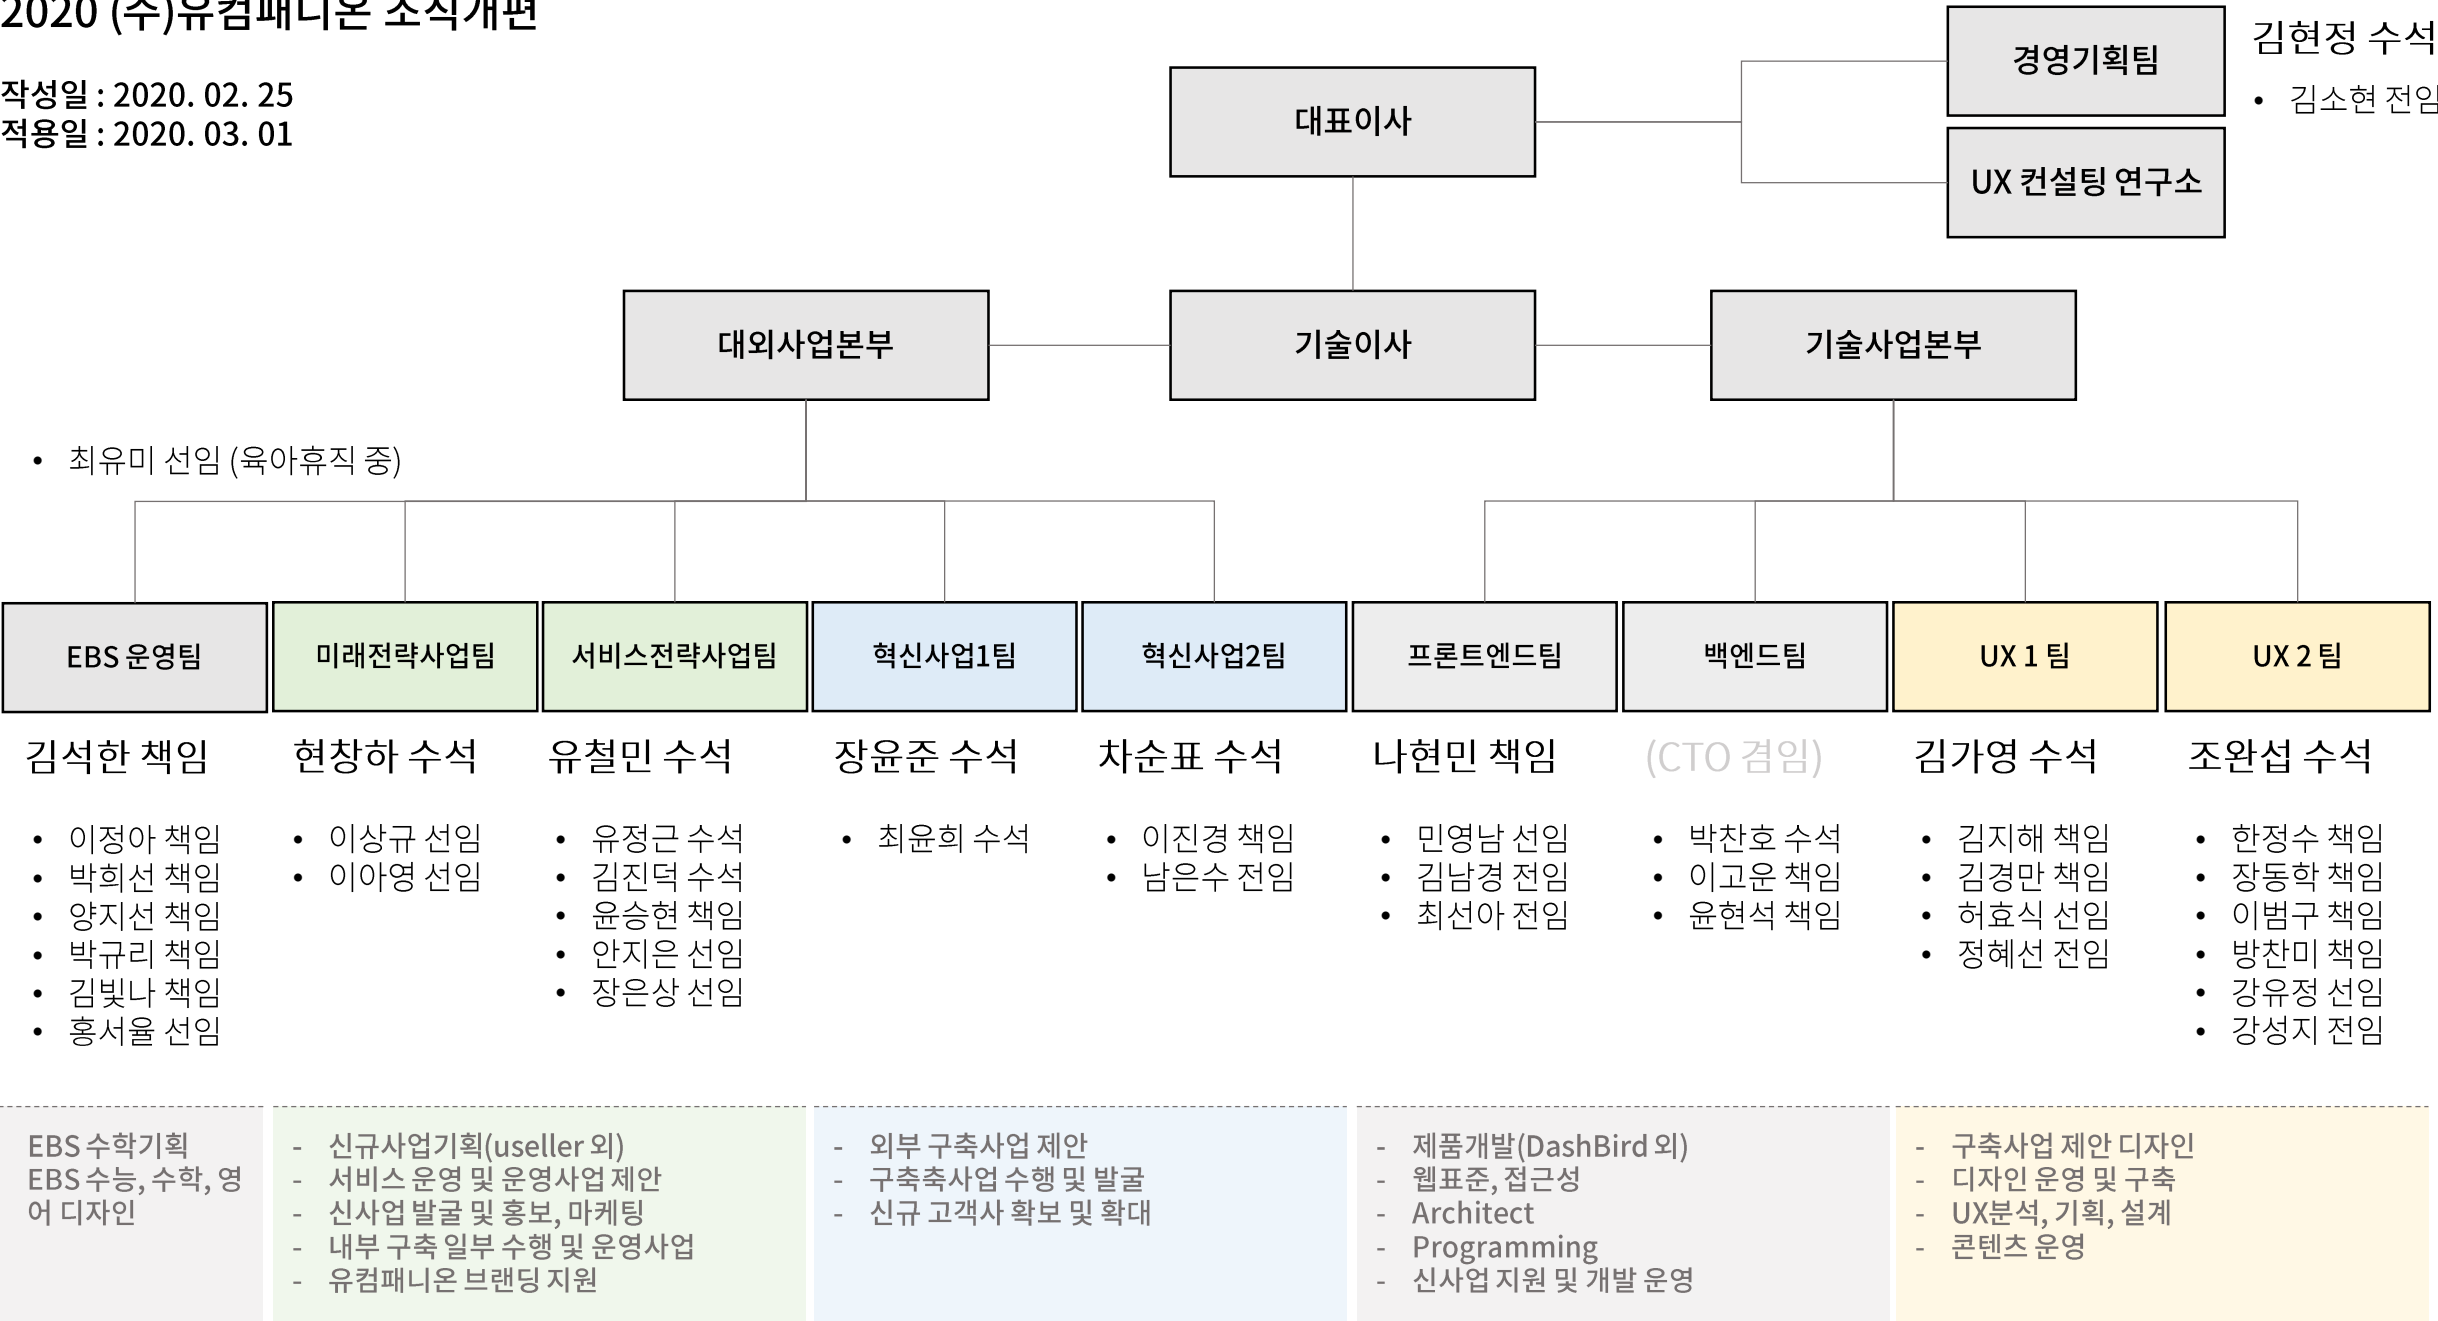 2020 (주)유컴패니온 조직개편
작성일 : 2020. 02. 25
적용일 : 2020. 03. 01
대표이사
경영기획팀
김현정 수석
• 김소현 전임
UX 컨설팅 연구소
대외사업본부
기술이사
기술사업본부
• 최유미 선임 (육아휴직 중)
EBS 운영팀
김석한 책임
• 이정아 책임
• 박희선 책임
• 양지선 책임
• 박규리 책임
• 김빛나 책임
• 홍서율 선임
미래전략사업팀
현창하 수석
• 이상규 선임
• 이아영 선임
서비스전략사업팀
유철민 수석
• 유정근 수석
• 김진덕 수석
• 윤승현 책임
• 안지은 선임
• 장은상 선임
혁신사업1팀
장윤준 수석
• 최윤희 수석
혁신사업2팀
차순표 수석
• 이진경 책임
• 남은수 전임
프론트엔드팀
나현민 책임
• 민영남 선임
• 김남경 전임
• 최선아 전임
백엔드팀
(CTO 겸임)
• 박찬호 수석
• 이고운 책임
• 윤현석 책임
UX 1 팀
김가영 수석
• 김지해 책임
• 김경만 책임
• 허효식 선임
• 정혜선 전임
UX 2 팀
조완섭 수석
• 한정수 책임
• 장동학 책임
• 이범구 책임
• 방찬미 책임
• 강유정 선임
• 강성지 전임
EBS 수학기획
EBS 수능, 수학, 영
어 디자인
- 신규사업기획(useller 외)
- 서비스 운영 및 운영사업 제안
- 신사업 발굴 및 홍보, 마케팅
- 내부 구축 일부 수행 및 운영사업
- 유컴패니온 브랜딩 지원
- 외부 구축사업 제안
- 구축축사업 수행 및 발굴
- 신규 고객사 확보 및 확대
- 제품개발(DashBird 외)
- 웹표준, 접근성
- Architect
- Programming
- 신사업 지원 및 개발 운영
- 구축사업 제안 디자인
- 디자인 운영 및 구축
- UX분석, 기획, 설계
- 콘텐츠 운영